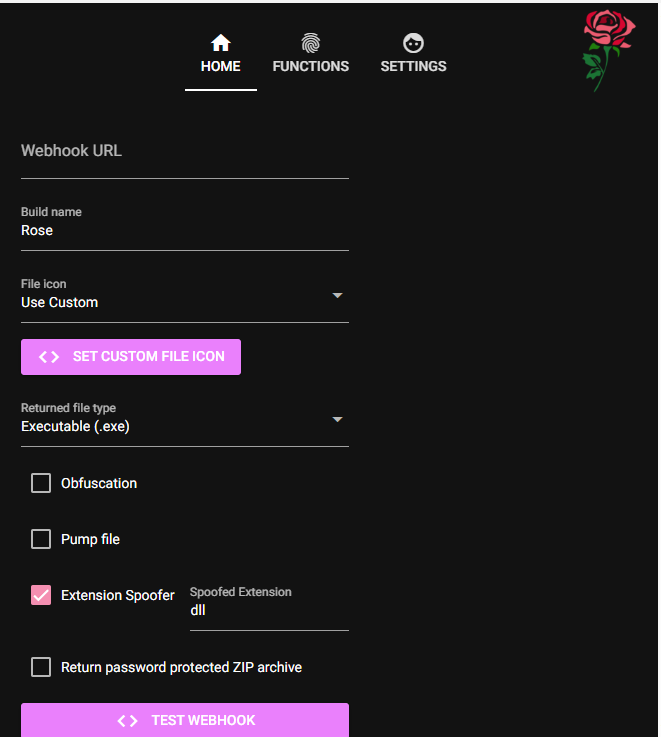 HOME
FUNCTIONS
SETTINGS
Webhook URL
Build name
Rose
File icon
Use Custom
SET CUSTOM FILE ICON
Returned file type
Executable (.exe)
Obfuscation
Pump file
Extension Spoofer
Spoofed Extension
dll
Return password protected ZIP archive
TEST WEBHOOK